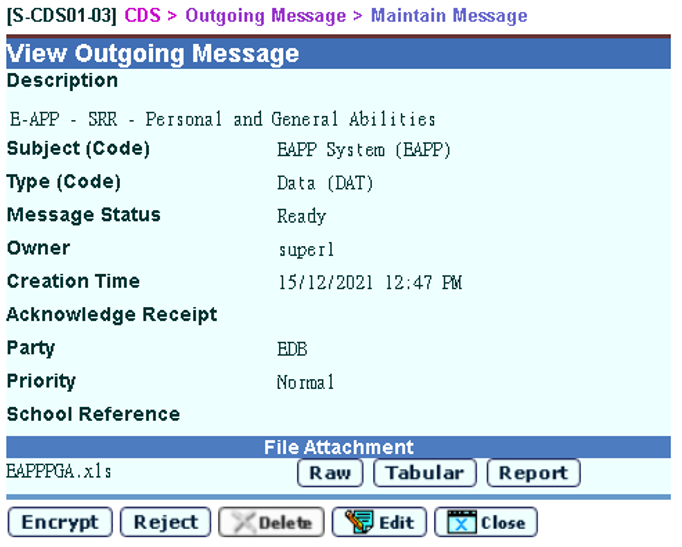 [S-CDS01-03] CDS > Outgoing Message > Maintain Message
View Outgoing Message
Description
E-APP - SRR - Personal and General Abilities
Subject (Code) EAPP System (EAPP)
Type (Code) Data (DAT)
Message Status Ready
Owner super1
Creation Time 15/12/2021 12:47 PM
Acknowledge Receipt
Party EDB
Priority Normal
School Reference
File Attachment
EAPPPGA.xls Raw Tabular Report
Encrypt Reject Delete Edit Close